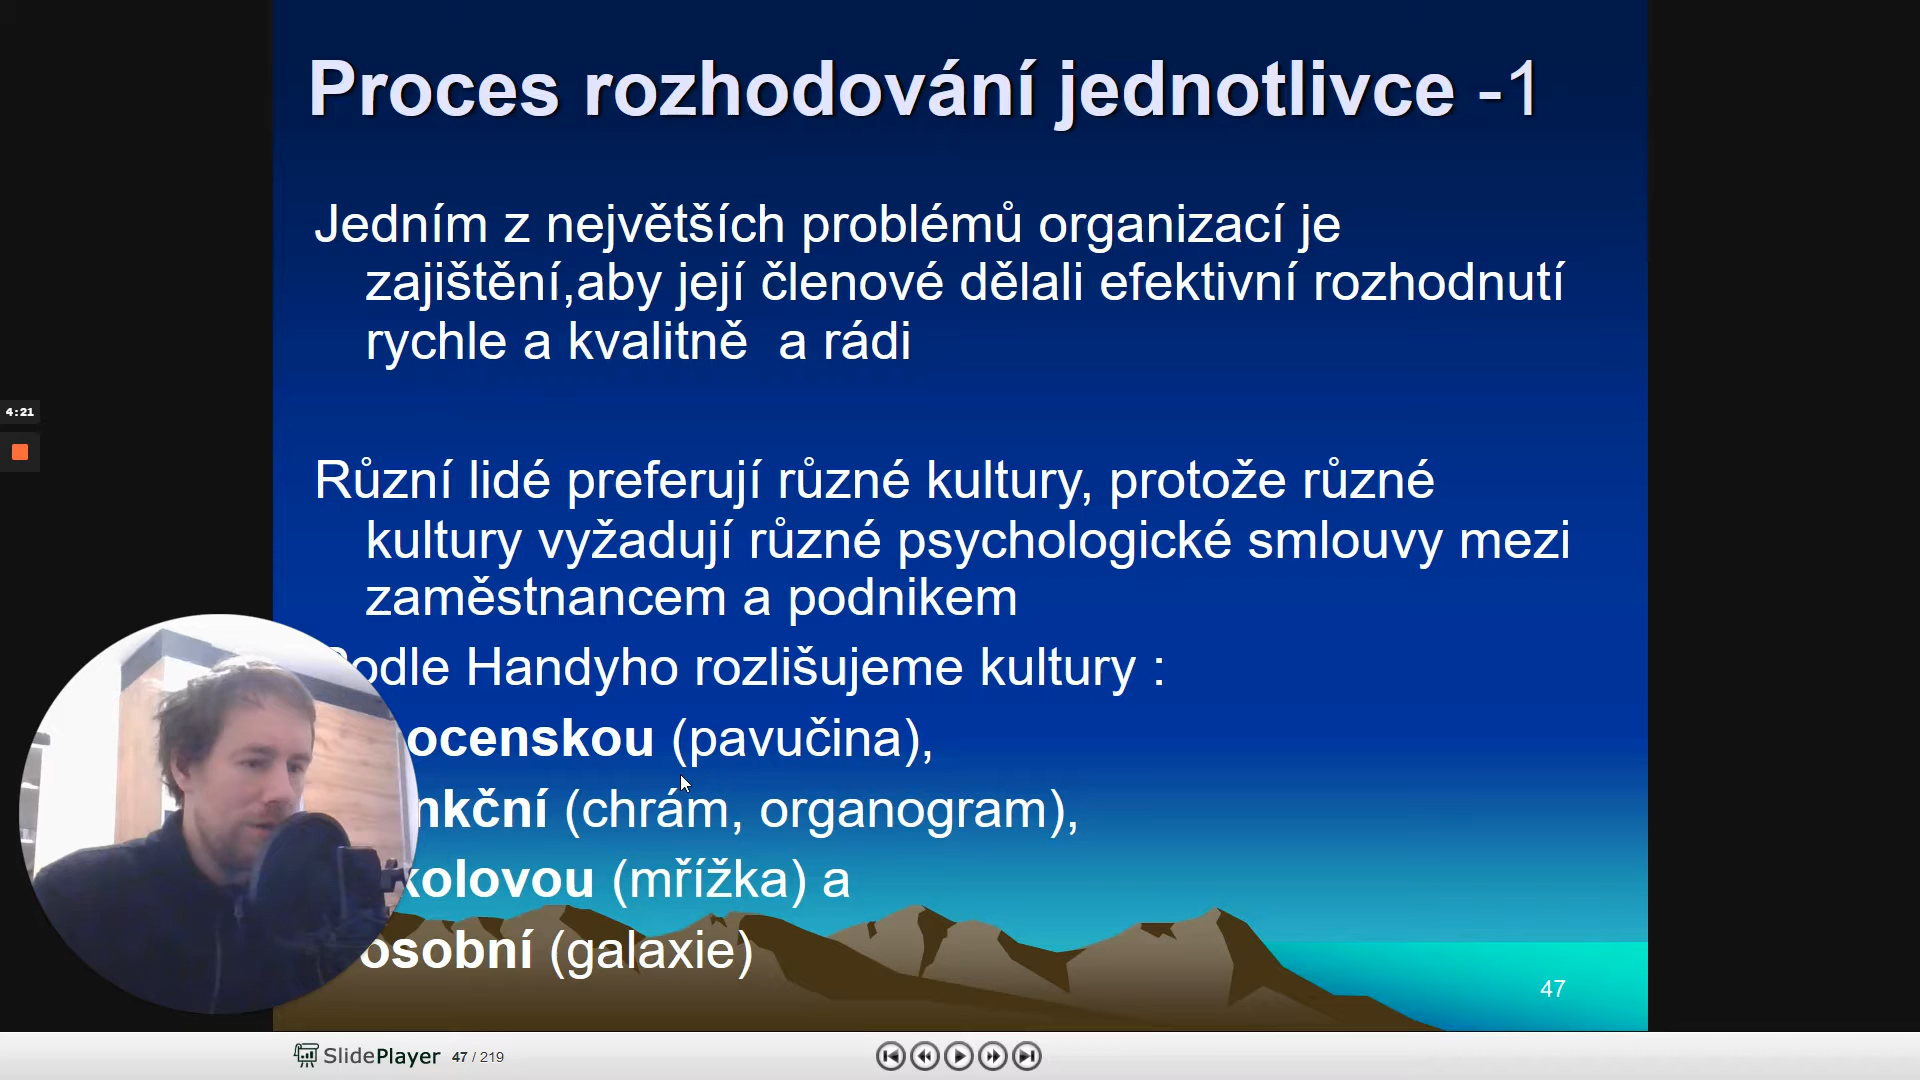 Proces rozhodování jednotlivce -1
Jedním z největších problémů organizací je
zajištění,aby její členové dělali efektivní rozhodnutí
rychle a kvalitně  a rádi
Různí lidé preferují různé kultury, protože různé
kultury vyžadují různé psychologické smlouvy mezi
zaměstnancem a podnikem
odle Handyho rozlišujeme kultury :
ocenskou (pavučina),
nkční (chrám, organogram),
kolovou (mřížka) a
osobní (galaxie)
4:21
47
SlidePlayer 47 / 219